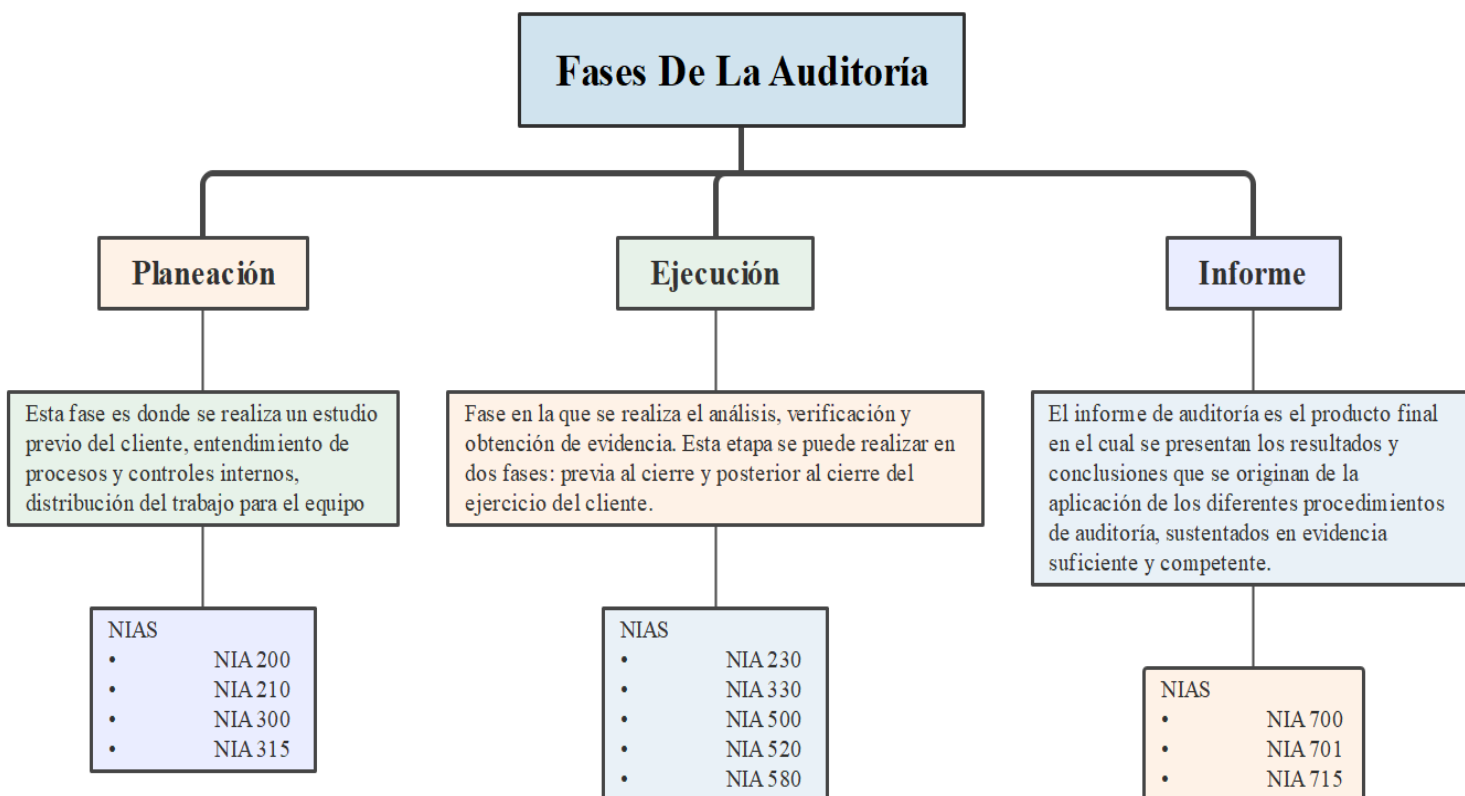 Fases De La Auditoría
Planeación
Ejecución
Informe
Esta fase es donde se realiza un estudio
previo del cliente, entendimiento de
procesos y controles internos,
distribución del trabajo para el equipo
Fase en la que se realiza el análisis, verificación y
obtención de evidencia. Esta etapa se puede realizar en
dos fases: previa al cierre y posterior al cierre del
ejercicio del cliente.
El informe de auditoría es el producto final
en el cual se presentan los resultados y
conclusiones que se originan de la
aplicación de los diferentes procedimientos
de auditoría, sustentados en evidencia
suficiente y competente.
NIAS
• NIA 200
• NIA 210
• NIA 300
• NIA 315
NIAS
• NIA 230
• NIA 330
• NIA 500
• NIA 520
• NIA 580
NIAS
• NIA 700
• NIA 701
• NIA 715